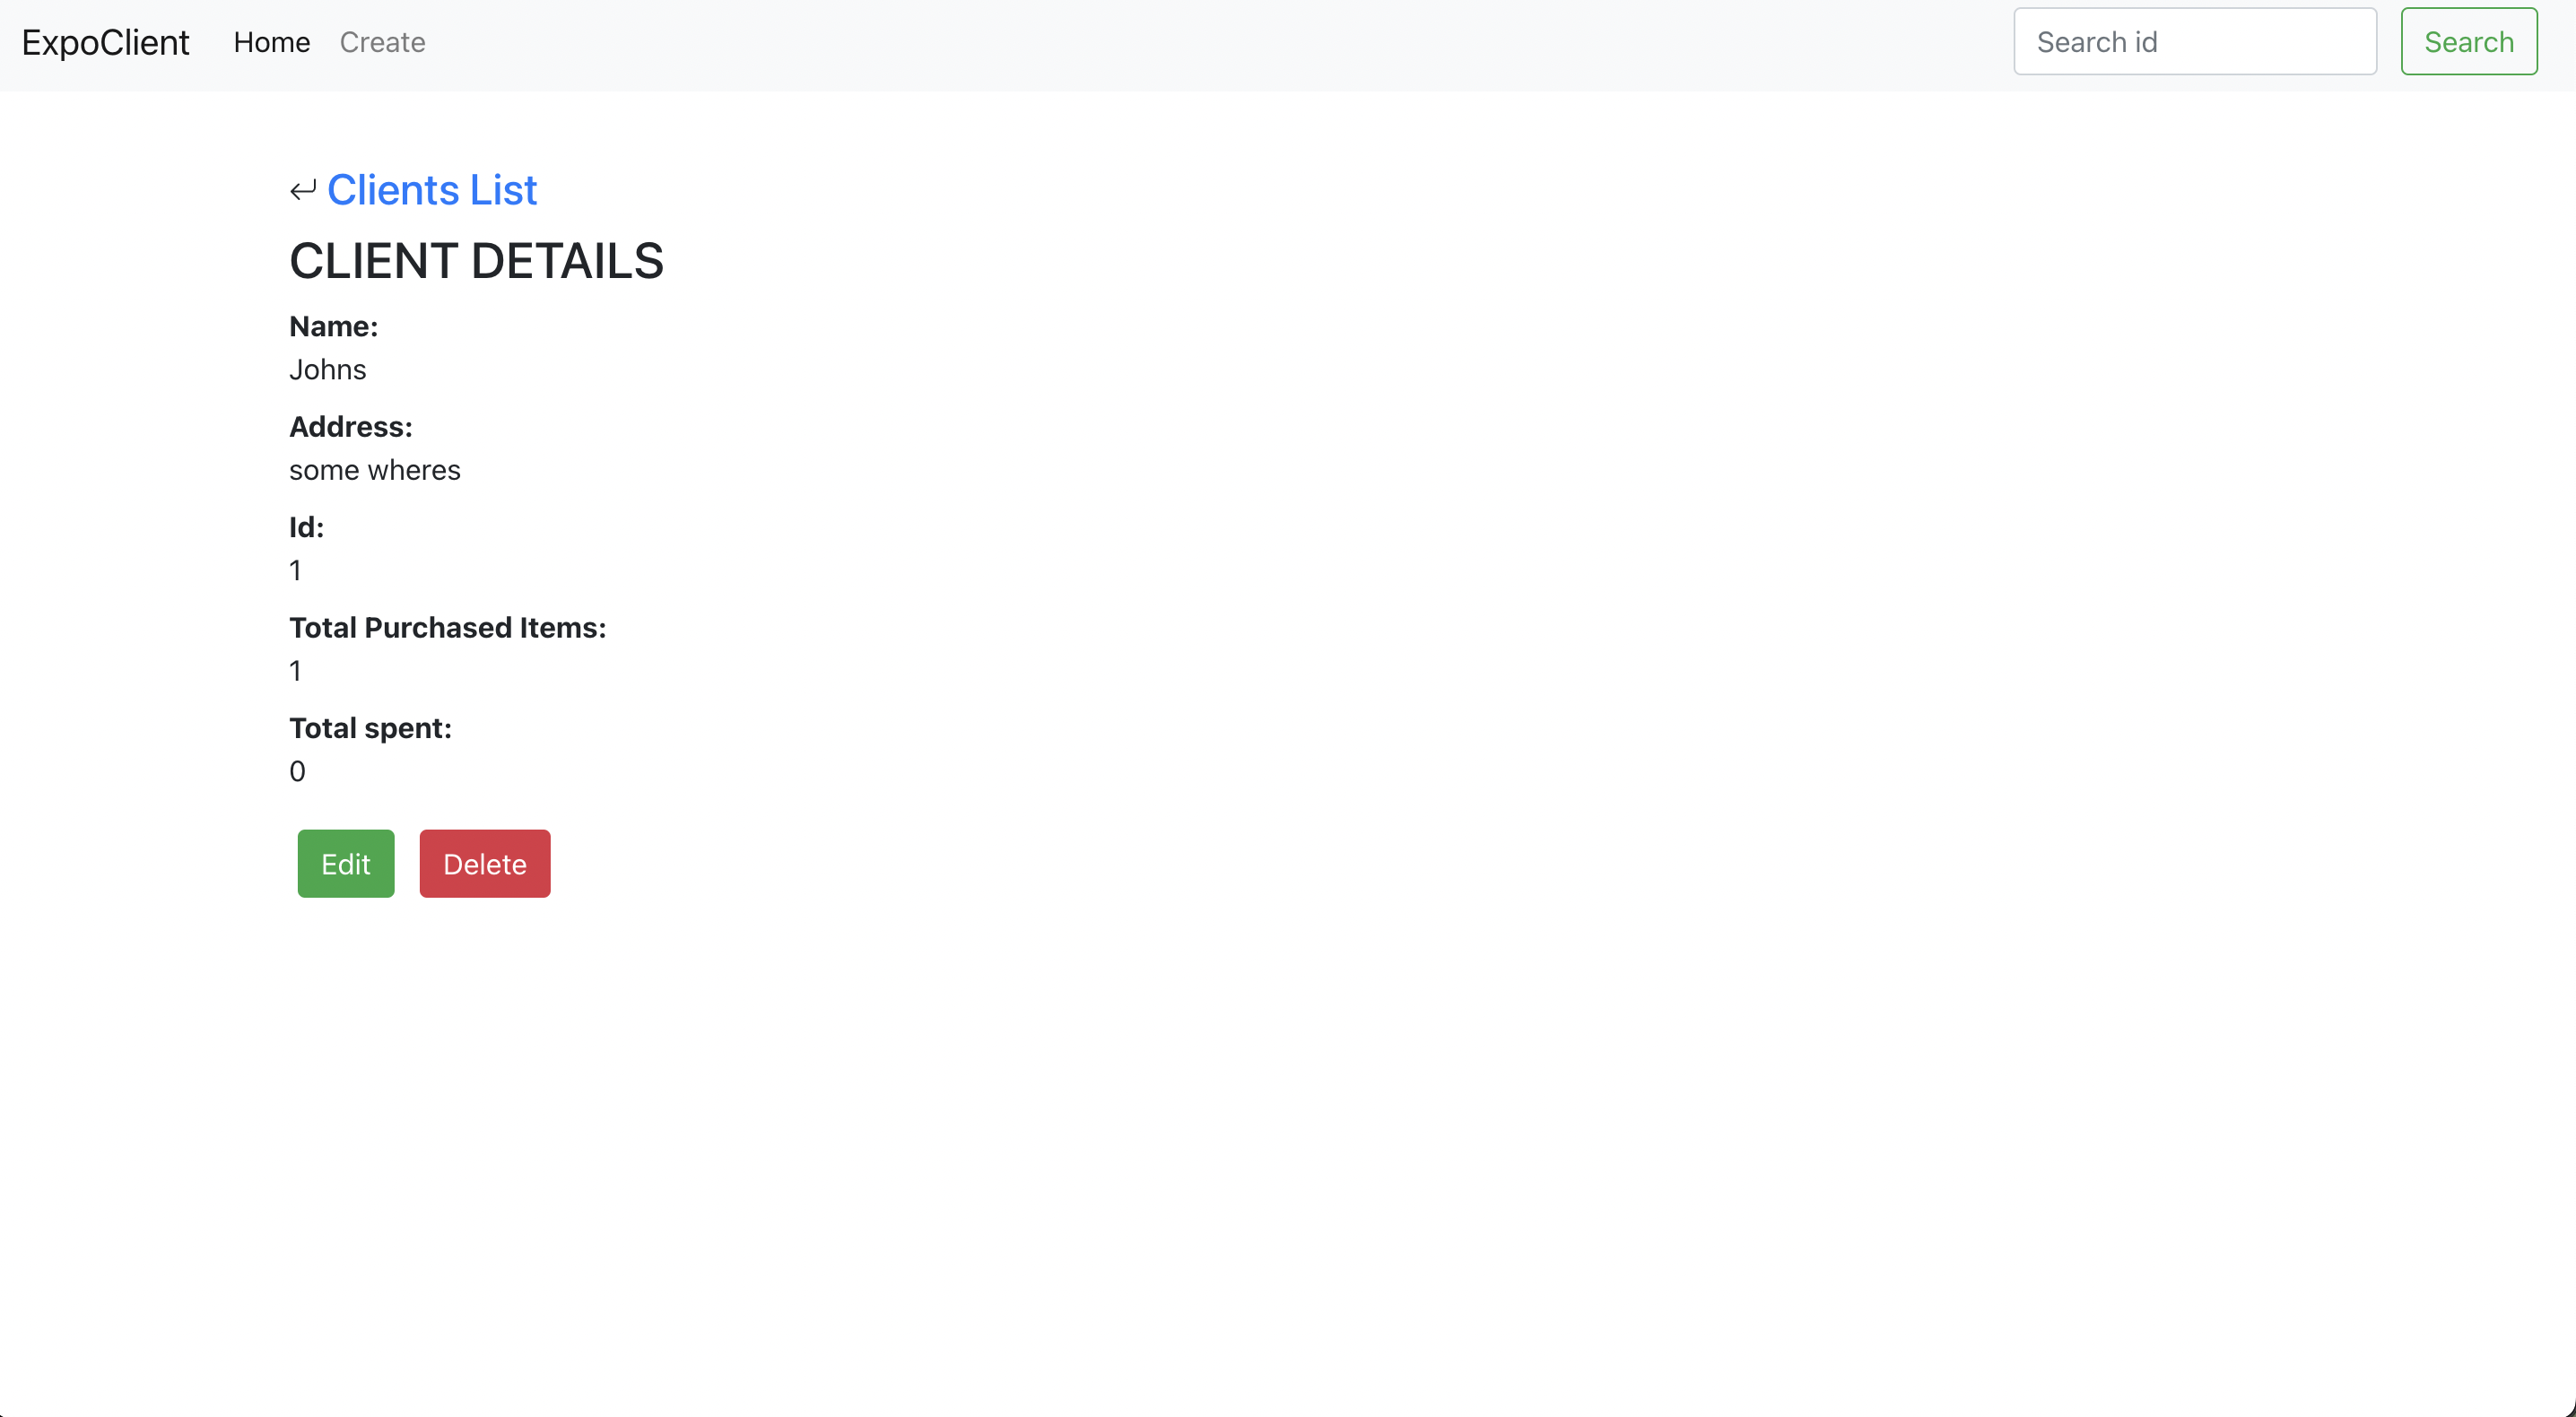 ExpoClient Home Create Search id Search
Clients List
CLIENT DETAILS
Name:
Johns
Address:
some wheres
Id:
1
Total Purchased Items:
1
Total spent:
0
Edit Delete